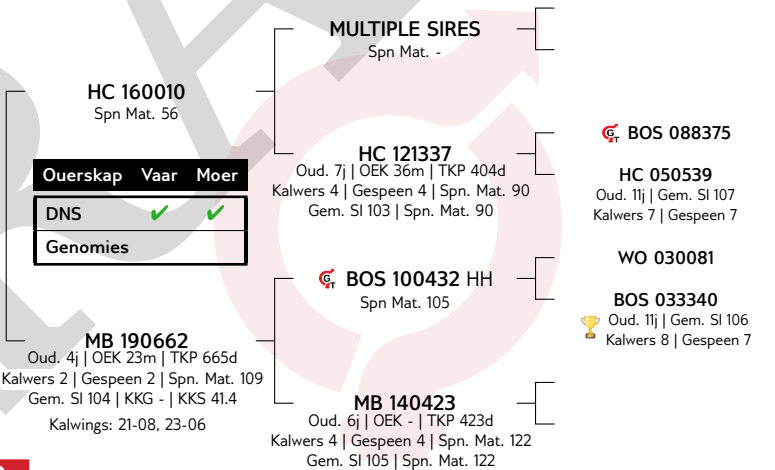 MULTIPLE SIRES
Spn Mat. -
HC 160010
Spn Mat. 56
HC 121337
Oud. 7j | OEK 36m | TKP 404d
Kalwers 4 | Gespeen 4 | Spn. Mat. 90
Gem. SI 103 | Spn. Mat. 90
GT BOS 088375
HC 050539
Oud. 11j | Gem. SI 107
Kalwers 7 | Gespeen 7
Ouerskap Vaar Moer
DNS ✔ ✔
Genomies
GT BOS 100432 HH
Spn Mat. 105
WO 030081
BOS 033340
Oud. 11j | Gem. SI 106
Kalwers 8 | Gespeen 7
MB 190662
Oud. 4j | OEK 23m | TKP 665d
Kalwers 2 | Gespeen 2 | Spn. Mat. 109
Gem. SI 104 | KKG - | KKS 41.4
Kalwings: 21-08, 23-06
MB 140423
Oud. 6j | OEK - | TKP 423d
Kalwers 4 | Gespeen 4 | Spn. Mat. 122
Gem. SI 105 | Spn. Mat. 122